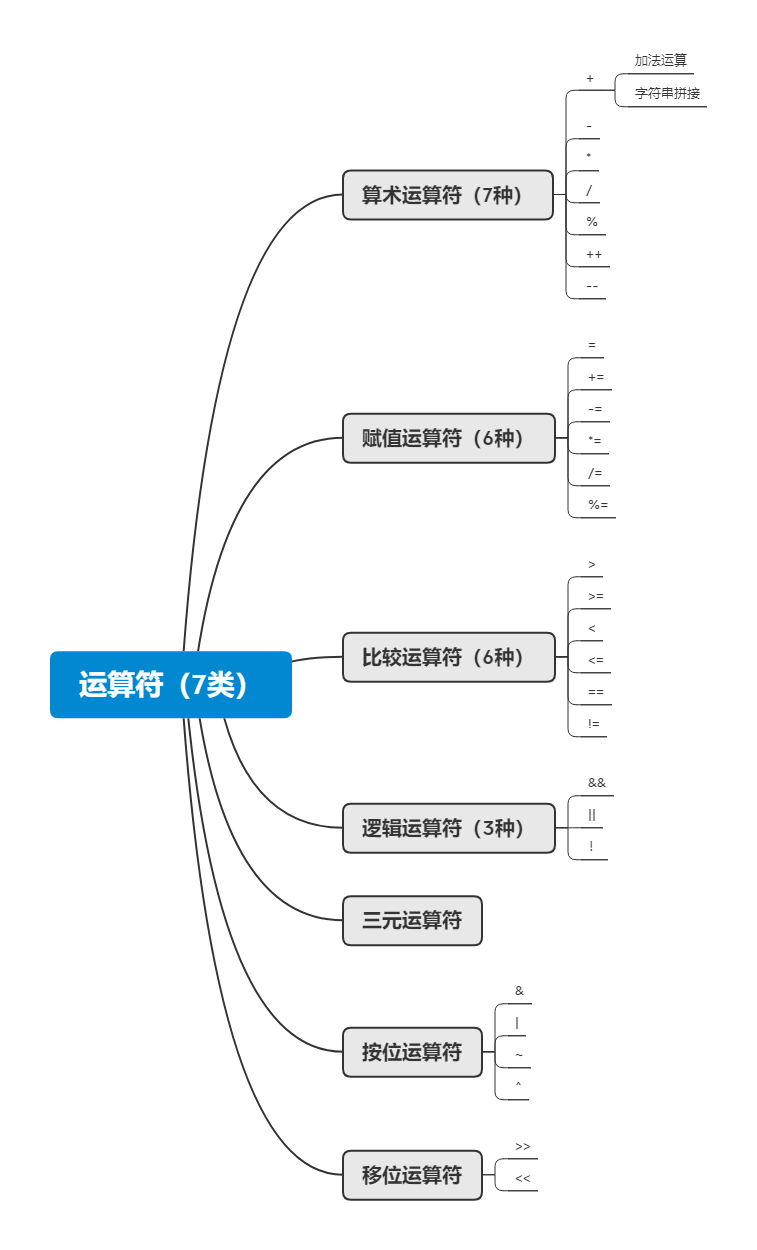 运算符（7类）
算术运算符（7种）
+
加法运算
字符串拼接
-
*
/
%
++
--
赋值运算符（6种）
=
+=
-=
*=
/=
%=
比较运算符（6种）
>
>=
<
<=
==
!=
逻辑运算符（3种）
&&
||
!
三元运算符
按位运算符
&
|
~
^
移位运算符
>>
<<